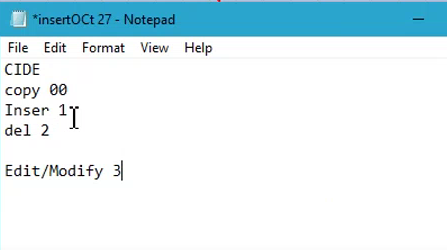 *insertOCt 27 - Notepad
File Edit Format View Help
CIDE
copy 00
Inser 1
del 2
Edit/Modify 3